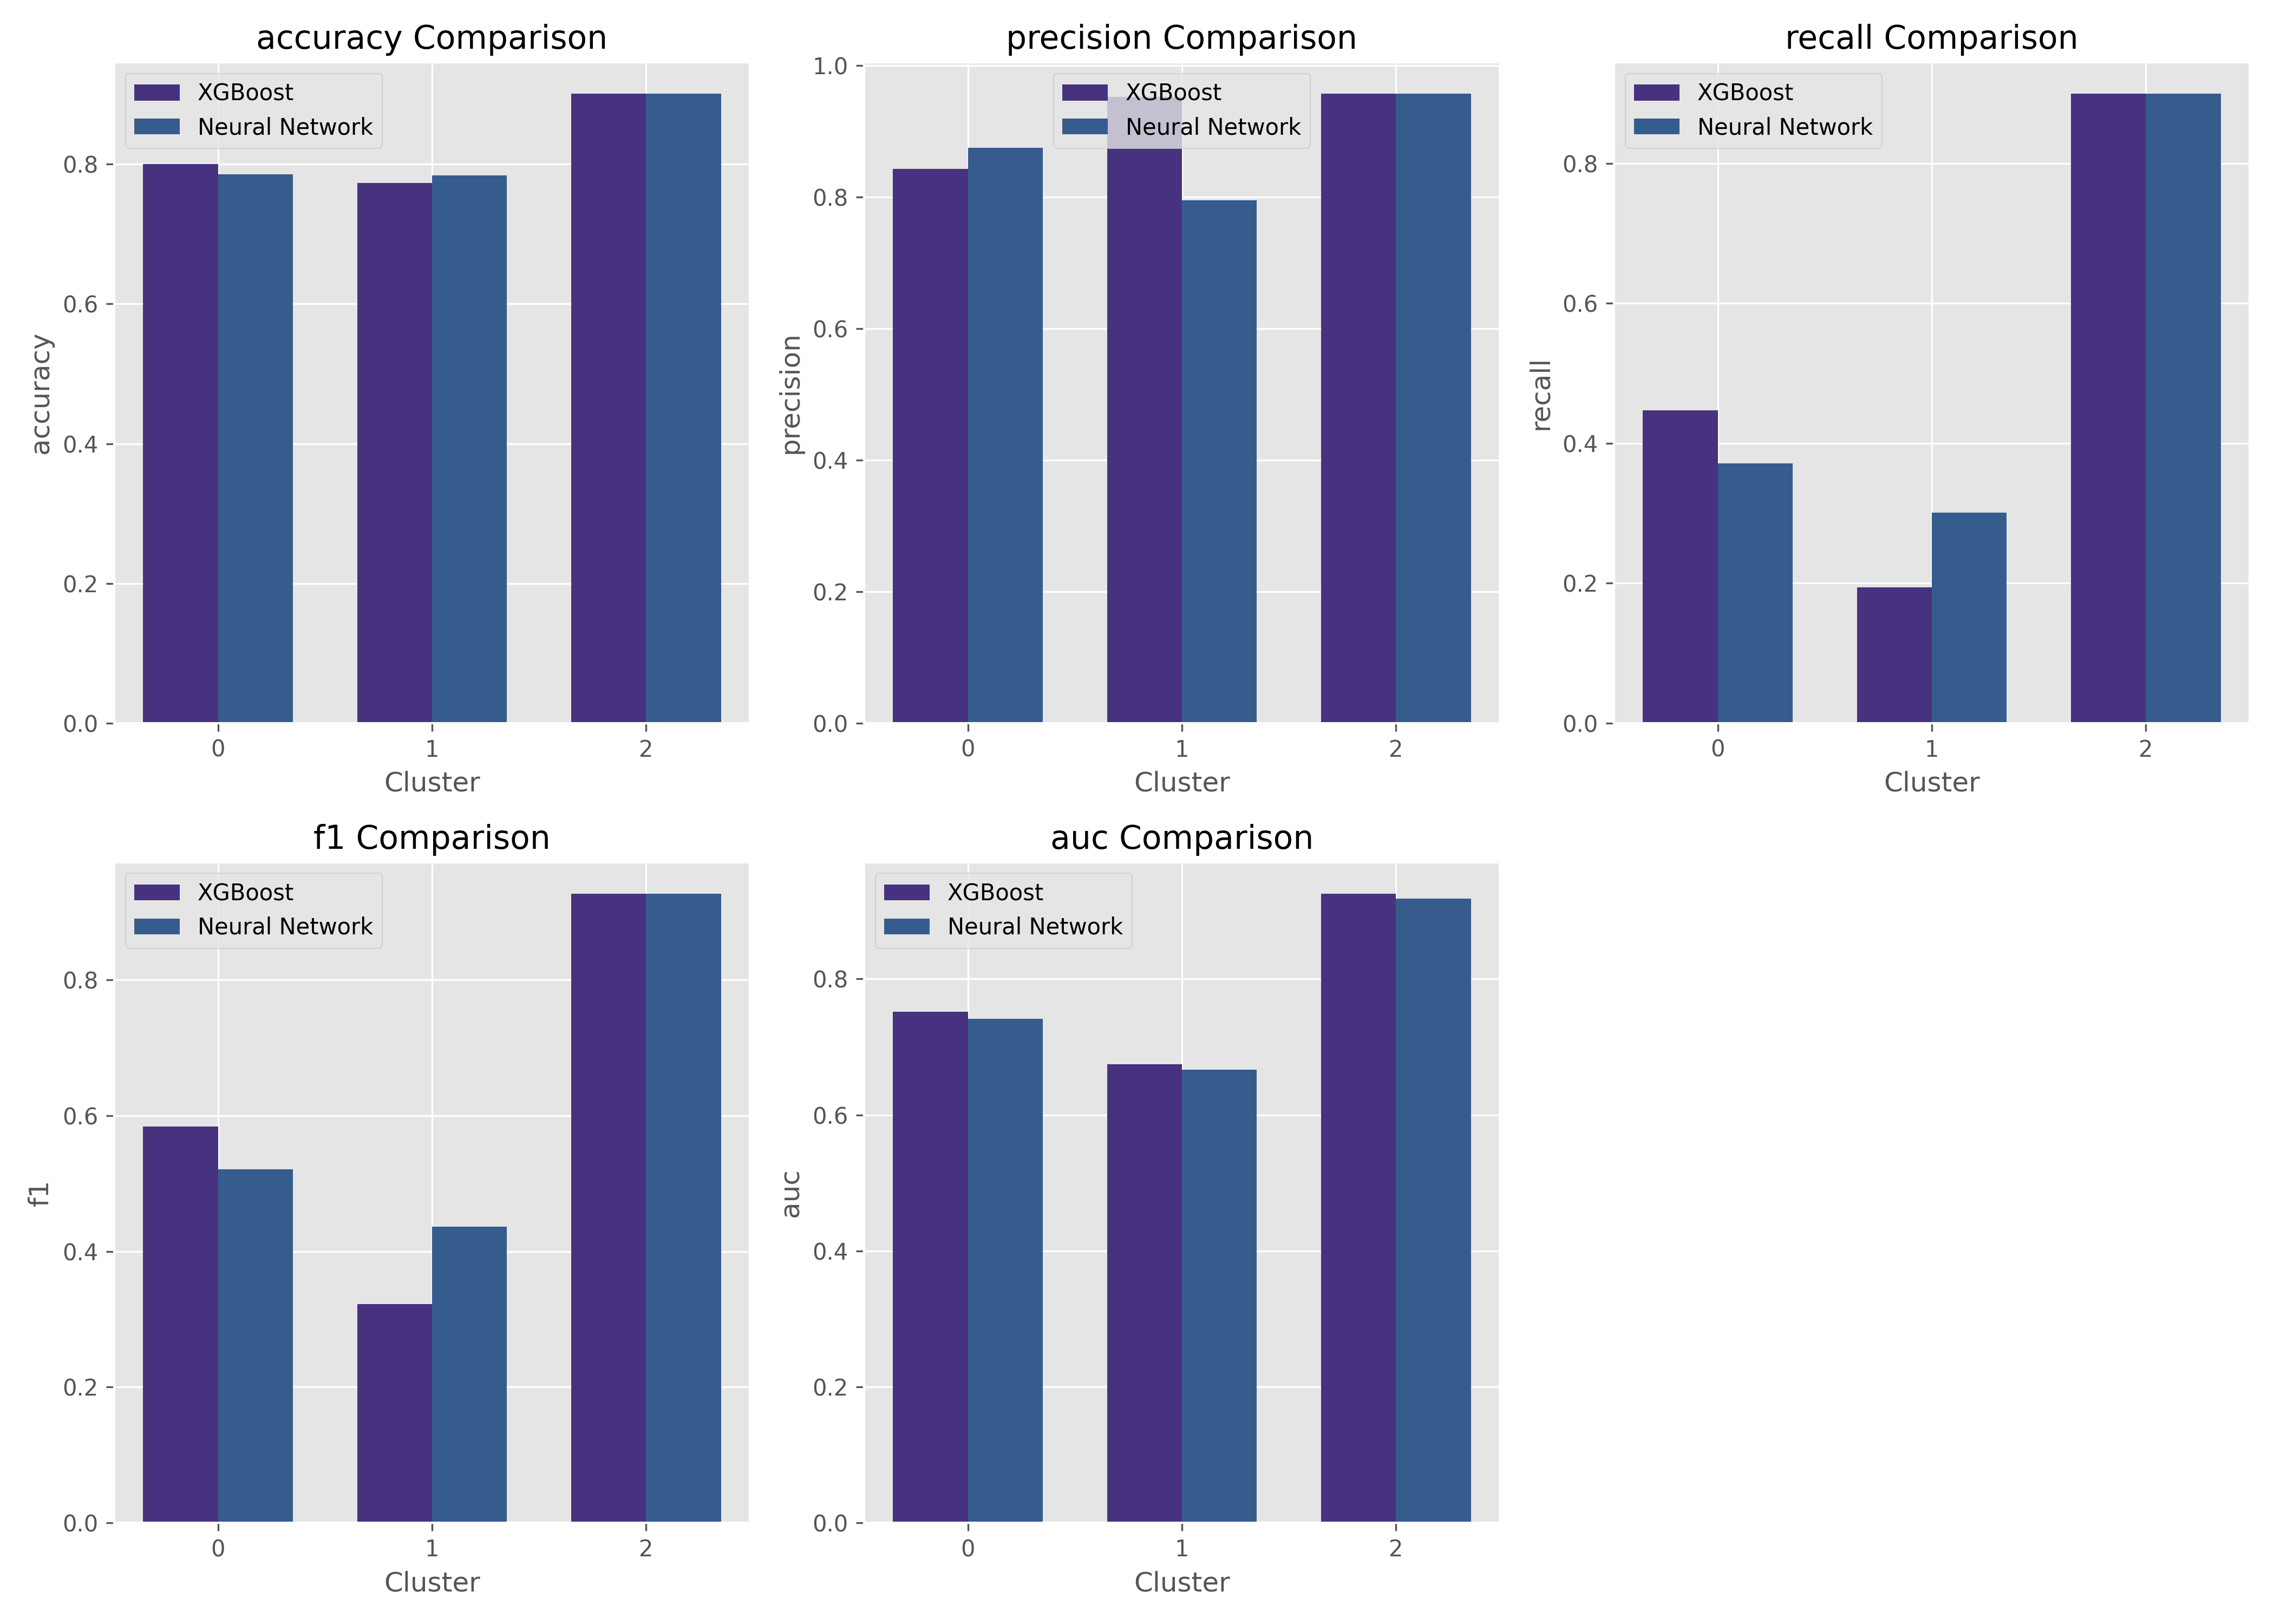 accuracy Comparison
XGBoost
Neural Network
accuracy
0.8
0.6
0.4
0.2
0.0
0 1 2
Cluster
precision Comparison
XGBoost
Neural Network
precision
1.0
0.8
0.6
0.4
0.2
0.0
0 1 2
Cluster
recall Comparison
XGBoost
Neural Network
recall
0.8
0.6
0.4
0.2
0.0
0 1 2
Cluster
f1 Comparison
XGBoost
Neural Network
f1
0.8
0.6
0.4
0.2
0.0
0 1 2
Cluster
auc Comparison
XGBoost
Neural Network
auc
0.8
0.6
0.4
0.2
0.0
0 1 2
Cluster